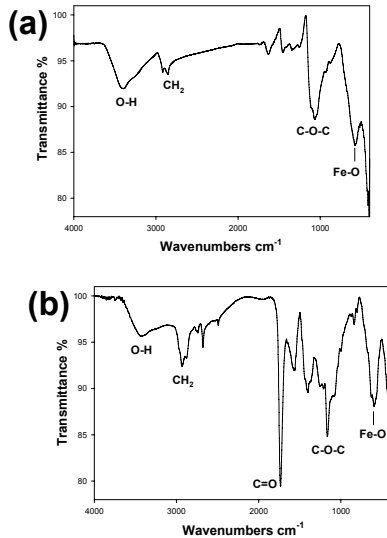 (a)
Transmittance %
100
95
90
85
80
O-H
CH₂
C-O-C
Fe-O
4000 3000 2000 1000
Wavenumbers cm⁻¹
(b)
Transmittance %
100
95
90
85
80
O-H
CH₂
C=O
C-O-C
Fe-O
4000 3000 2000 1000
Wavenumbers cm⁻¹